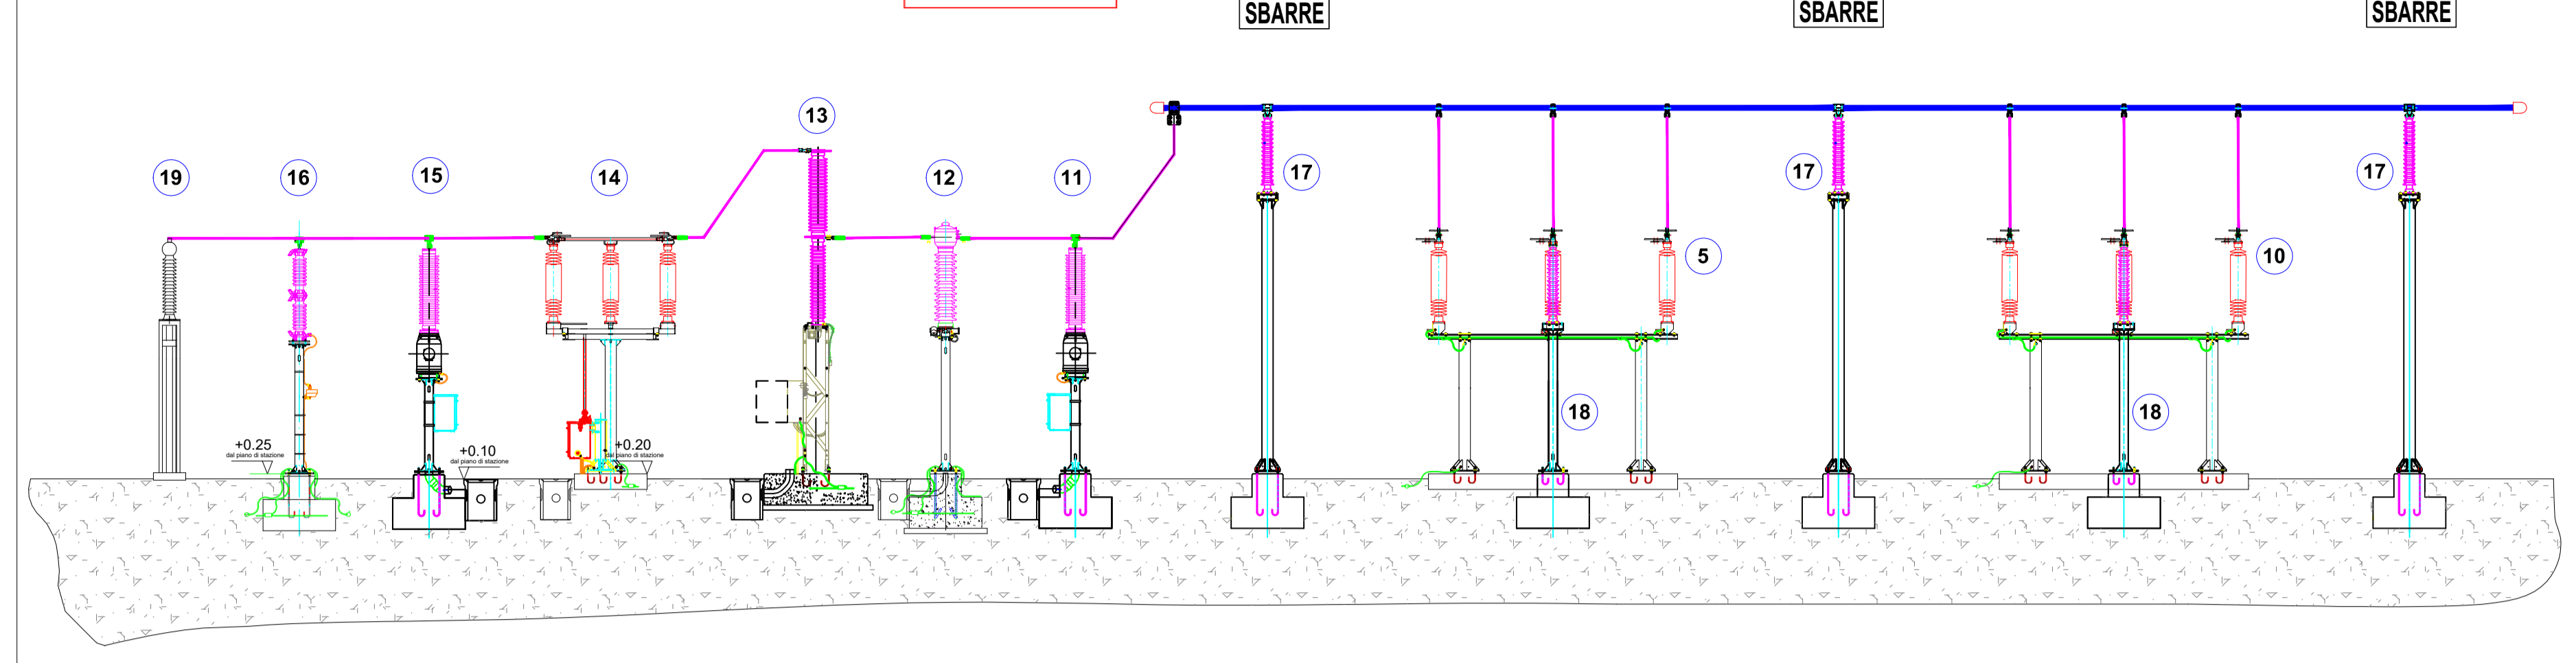 SBARRE
SBARRE
SBARRE
13
19
16
15
14
12
11
17
17
17
5
10
18
18
+0.25
dal piano di stazione
+0.10
dal piano di stazione
+0.20
dal piano di stazione